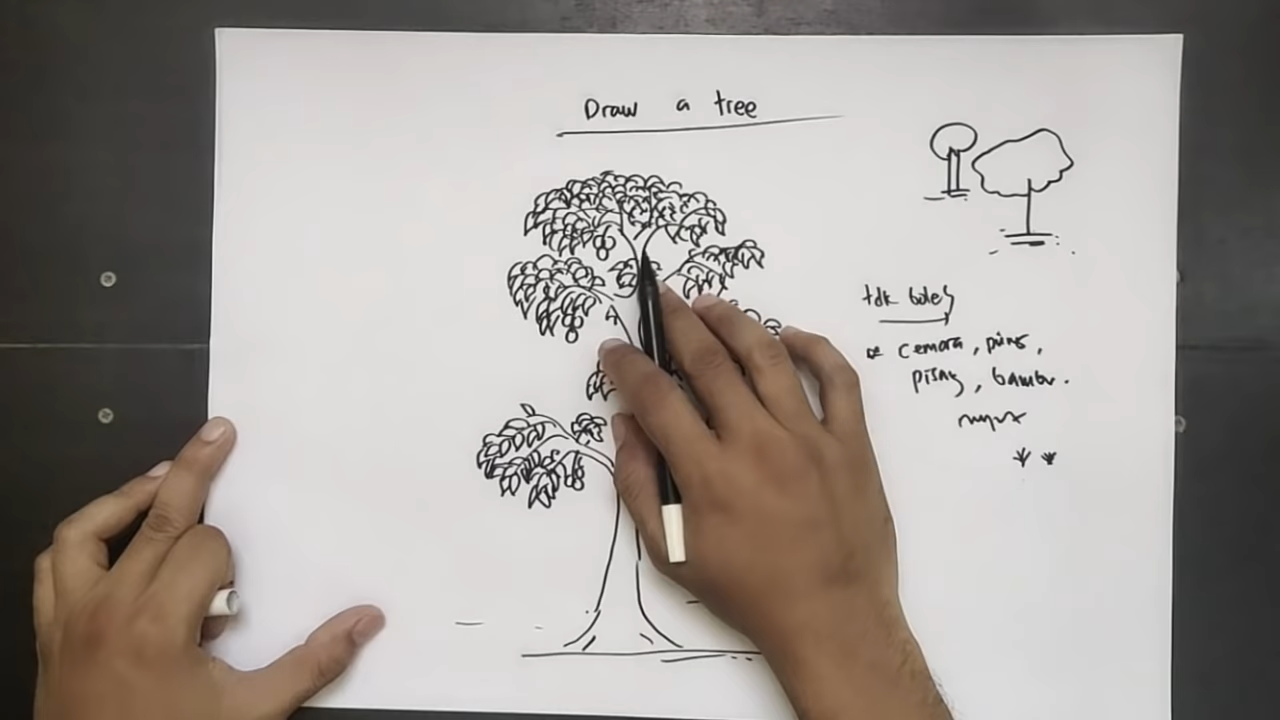 Draw a tree
tdk boleh
cemara, pinus,
pisang, bambu.